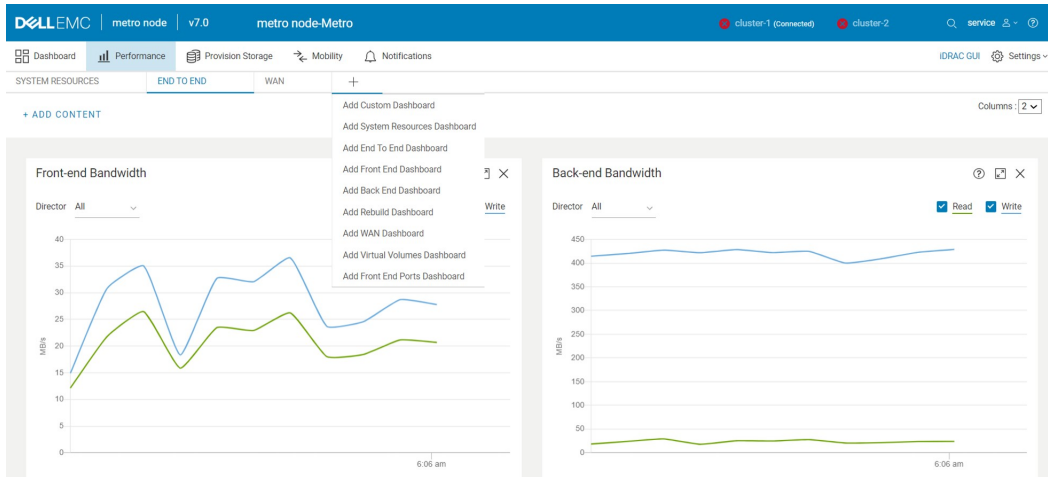 DELLEMC metro node v7.0 metro node-Metro cluster-1 (Connected) cluster-2 service
Dashboard Performance Provision Storage Mobility Notifications iDRAC GUI Settings
SYSTEM RESOURCES END TO END WAN +
+ ADD CONTENT Columns : 2
Add Custom Dashboard
Add System Resources Dashboard
Add End To End Dashboard
Add Front End Dashboard
Add Back End Dashboard
Add Rebuild Dashboard
Add WAN Dashboard
Add Virtual Volumes Dashboard
Add Front End Ports Dashboard
Front-end Bandwidth
Director All Write
40
35
30
25
20
15
10
5
0
MB/s
6:06 am
Back-end Bandwidth
Director All Read Write
450
400
350
300
250
200
150
100
50
0
MB/s
6:06 am